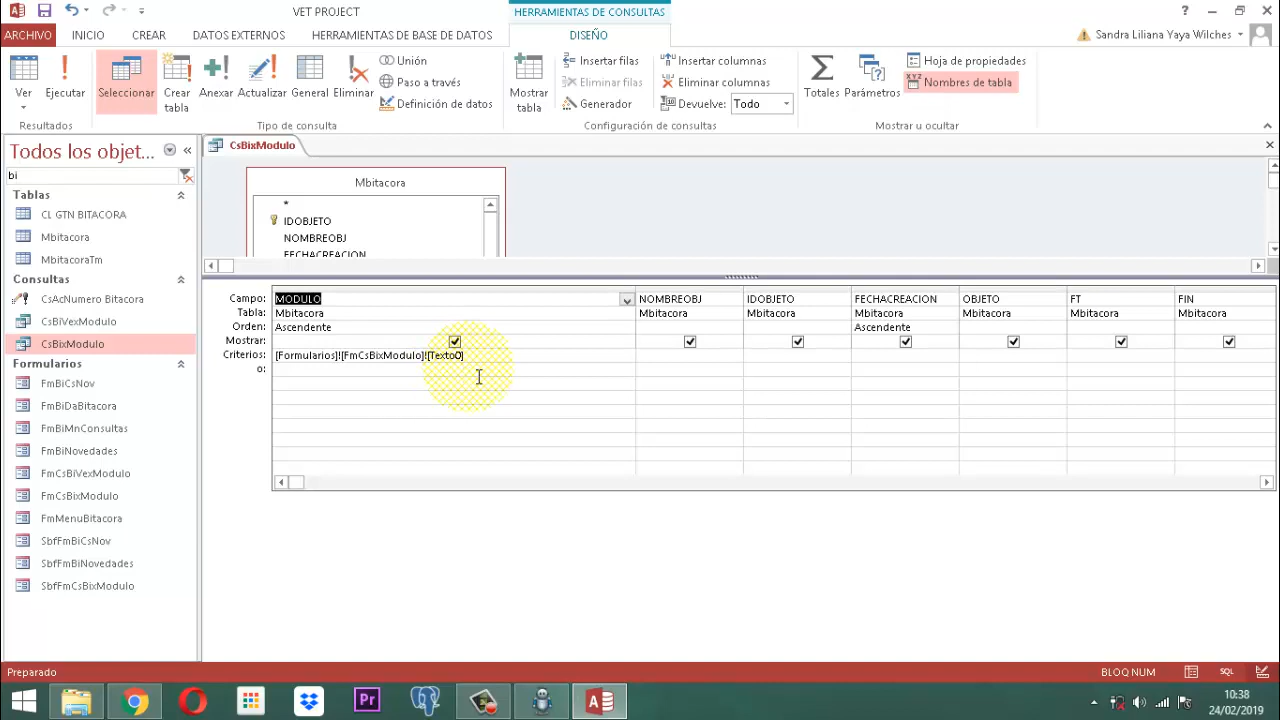 VET PROJECT
HERRAMIENTAS DE CONSULTAS
?
ARCHIVO INICIO CREAR DATOS EXTERNOS HERRAMIENTAS DE BASE DE DATOS DISEÑO Sandra Liliana Yaya Wilches
Ver
Ejecutar
Resultados
Seleccionar
Crear
tabla
Anexar
Actualizar
General
Eliminar
Unión
Paso a través
Definición de datos
Tipo de consulta
Mostrar
tabla
Insertar filas
Eliminar filas
Generador
Insertar columnas
Eliminar columnas
Devuelve: Todo
Configuración de consultas
Totales
Parámetros
Hoja de propiedades
XYZ Nombres de tabla
Mostrar u ocultar
Todos los objet...
bi
Tablas
CL GTN BITACORA
Mbitacora
MbitacoraTm
Consultas
CsAcNumero Bitacora
CsBiVexModulo
CsBixModulo
Formularios
FmBiCsNov
FmBiDaBitacora
FmBiMnConsultas
FmBiNovedades
FmCsBiVexModulo
FmCsBixModulo
FmMenuBitacora
SbfFmBiCsNov
SbfFmBiNovedades
SbfFmCsBixModulo
CsBixModulo
Mbitacora
*
IDOBJETO
NOMBREOBJ
FECHACREACION
Campo: MODULO NOMBREOBJ IDOBJETO FECHACREACION OBJETO FT FIN
Tabla: Mbitacora Mbitacora Mbitacora Mbitacora Mbitacora Mbitacora Mbitacora
Orden: Ascendente Ascendente
Mostrar:
Criterios: [Formularios]![FmCsBixModulo]![Texto0]
o:
Preparado
BLOQ NUM
SQL
Pr
10:38
24/02/2019